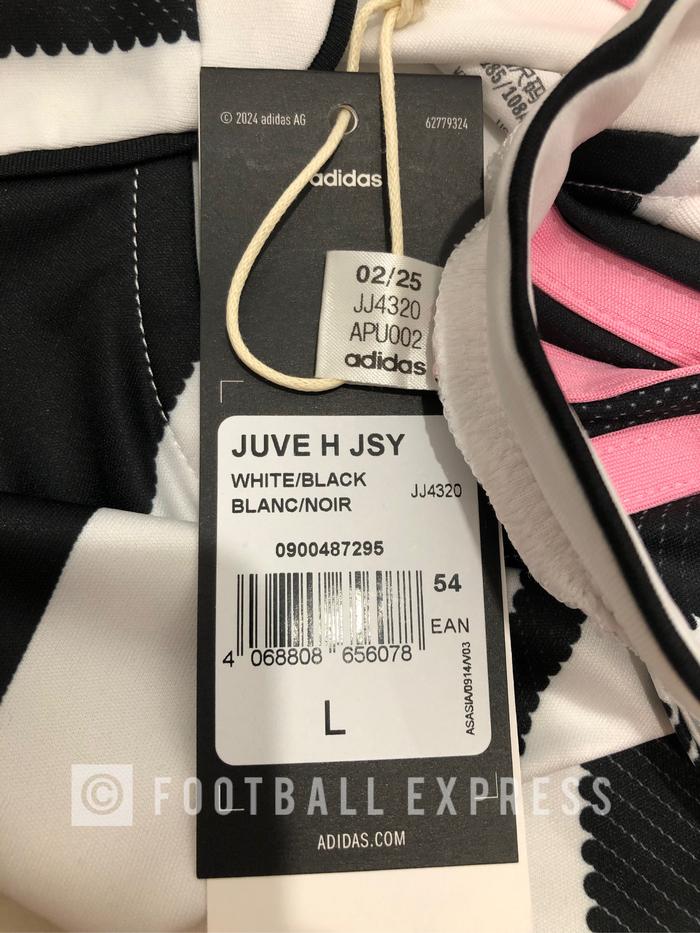 © 2024 adidas AG
62779324
adidas
02/25
JJ4320
APU002
adidas
JUVE H JSY
WHITE/BLACK
BLANC/NOIR
JJ4320
0900487295
54
EAN
4 068808 656078
ASASIA/0914/V03
L
© FOOTBALL EXPRESS
ADIDAS.COM